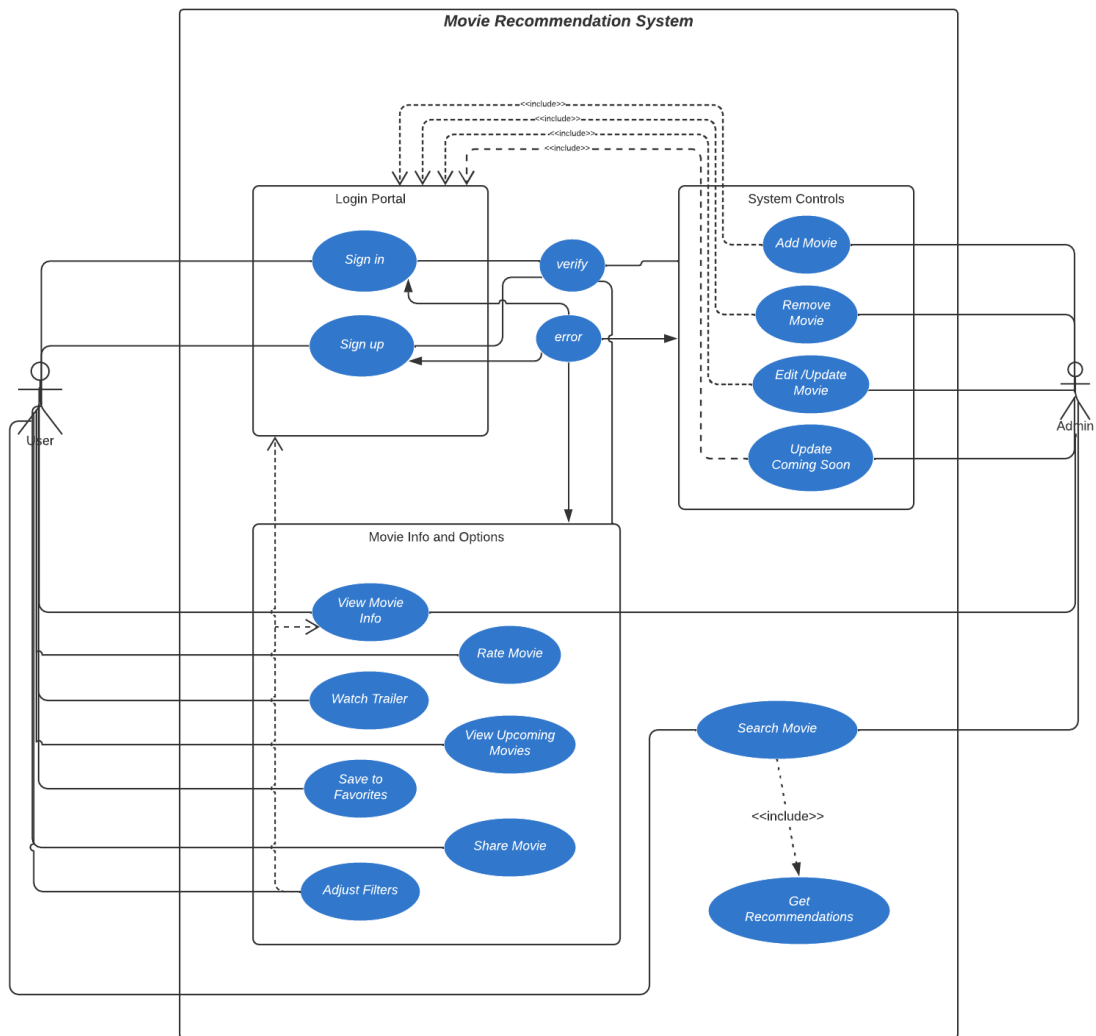 Movie Recommendation System
<<include>>
<<include>>
<<include>>
<<include>>
Login Portal
System Controls
Sign in
verify
Add Movie
Remove
Movie
Sign up
error
Edit /Update
Movie
User
Admin
Update
Coming Soon
Movie Info and Options
View Movie
Info
Rate Movie
Watch Trailer
View Upcoming
Movies
Search Movie
Save to
Favorites
<<include>>
Share Movie
Adjust Filters
Get
Recommendations